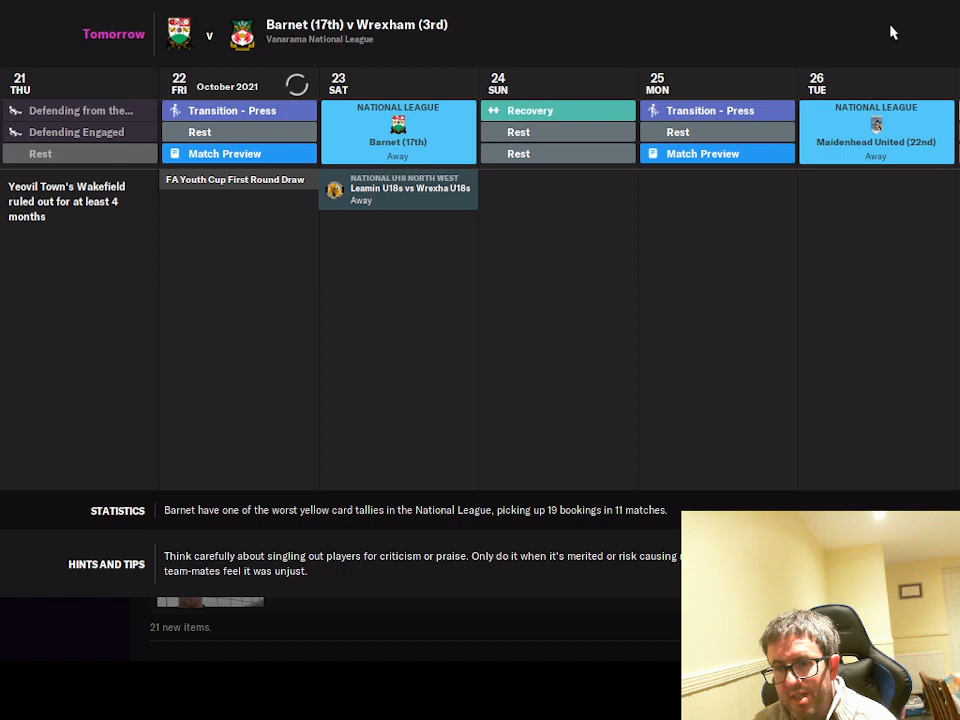 Tomorrow
v
Barnet (17th) v Wrexham (3rd)
Vanarama National League
21
THU
22
FRI
October 2021
23
SAT
24
SUN
25
MON
26
TUE
Defending from the...
Defending Engaged
Rest
Transition - Press
Rest
Match Preview
NATIONAL LEAGUE
Barnet (17th)
Away
Recovery
Rest
Rest
Transition - Press
Rest
Match Preview
NATIONAL LEAGUE
Maidenhead United (22nd)
Away
Yeovil Town's Wakefield
ruled out for at least 4
months
FA Youth Cup First Round Draw
NATIONAL U18 NORTH WEST
Leamin U18s vs Wrexha U18s
Away
STATISTICS
Barnet have one of the worst yellow card tallies in the National League, picking up 19 bookings in 11 matches.
HINTS AND TIPS
Think carefully about singling out players for criticism or praise. Only do it when it's merited or risk causing
team-mates feel it was unjust.
21 new items.